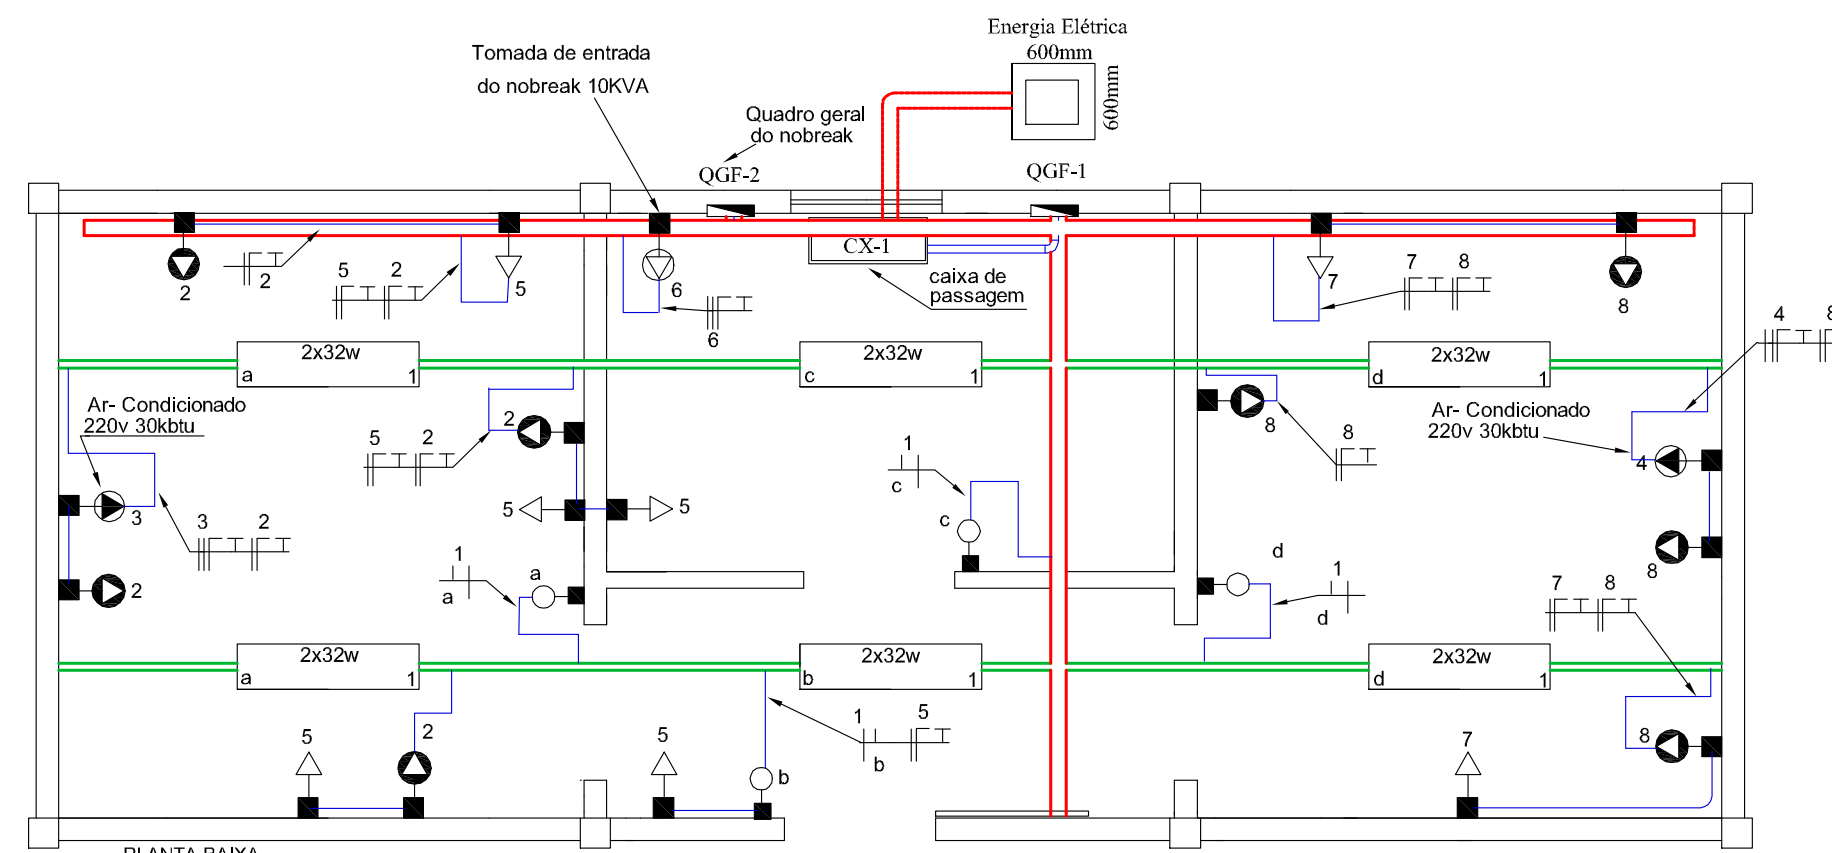 Energia Elétrica
600mm
600mm
Tomada de entrada
do nobreak 10KVA
Quadro geral
do nobreak
QGF-2
QGF-1
CX-1
caixa de
passagem
2
2
5
2
5
6
6
7
7
8
8
4
8
2x32w
a
1
2x32w
c
1
2x32w
d
1
Ar- Condicionado
220v 30kbtu
2
5
2
8
8
Ar- Condicionado
220v 30kbtu
4
3
3
2
2
5
5
1
c
c
1
a
a
d
1
d
8
7
8
2x32w
a
1
2x32w
b
1
2x32w
d
1
5
2
5
1
5
b
b
7
8
PLANTA BAIXA